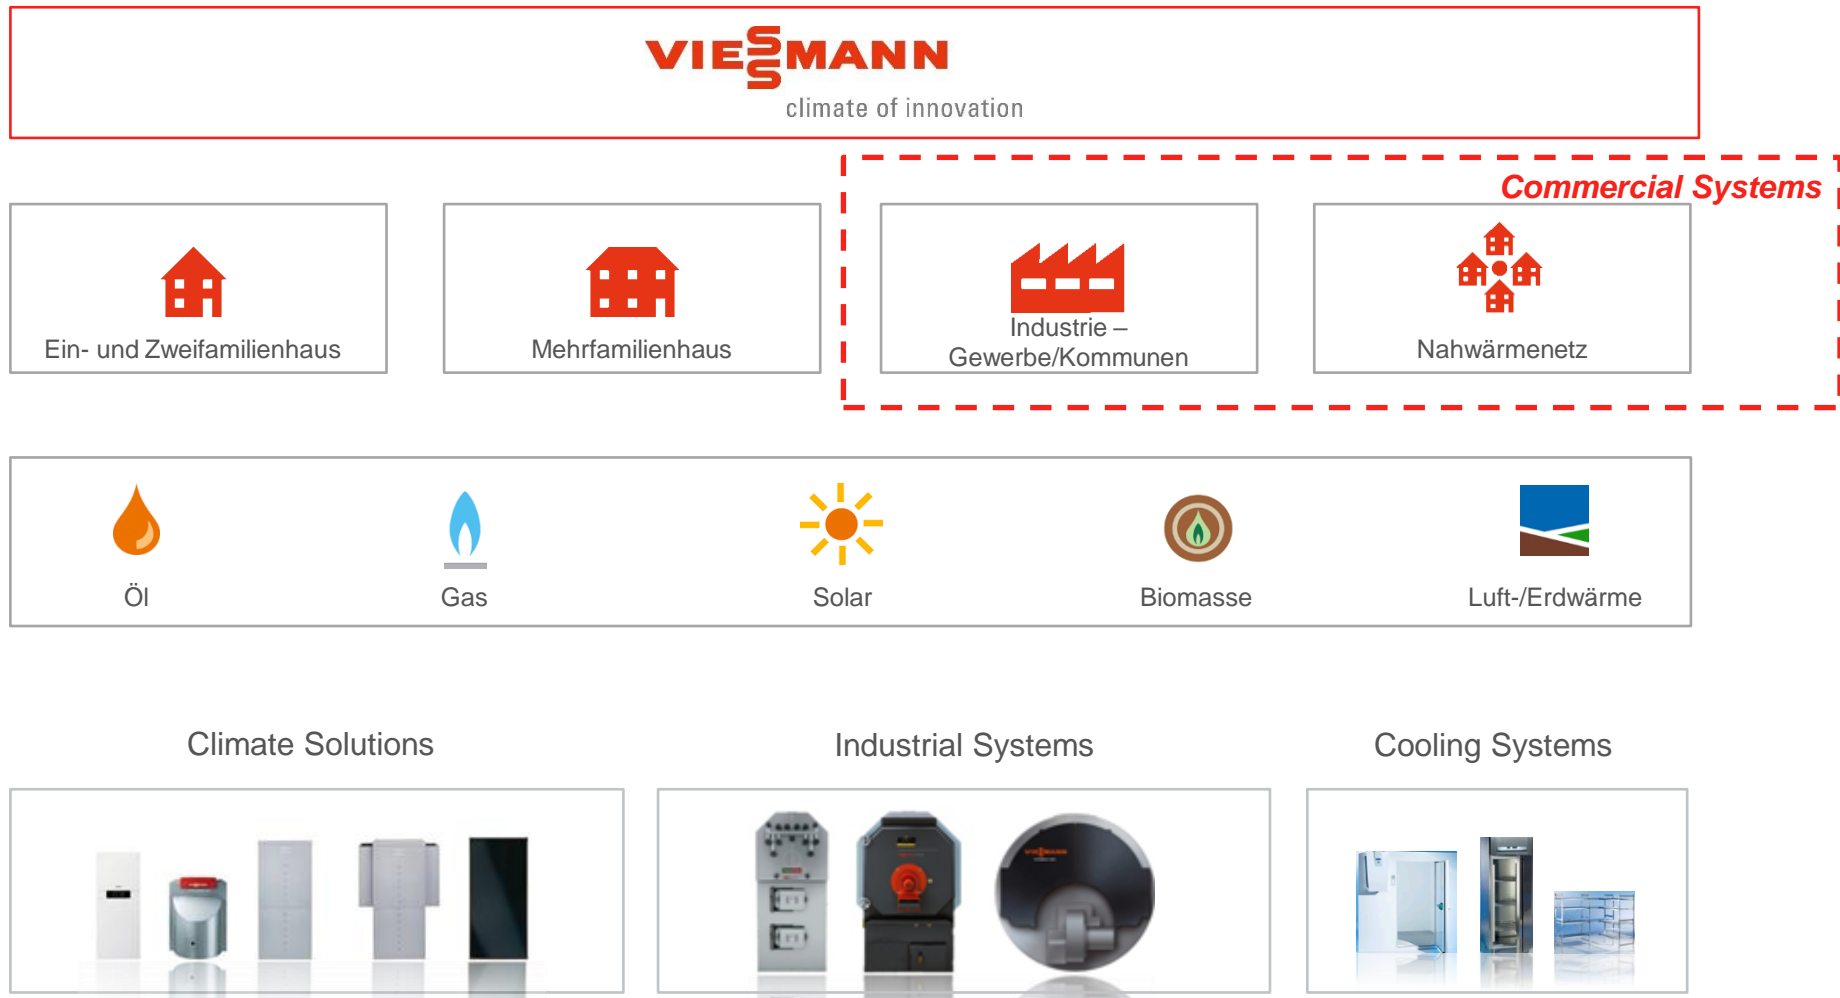 VIESSMANN
climate of innovation
Commercial Systems
Ein- und Zweifamilienhaus
Mehrfamilienhaus
Industrie –
Gewerbe/Kommunen
Nahwärmenetz
Öl
Gas
Solar
Biomasse
Luft-/Erdwärme
Climate Solutions
Industrial Systems
Cooling Systems
VIESSMANN